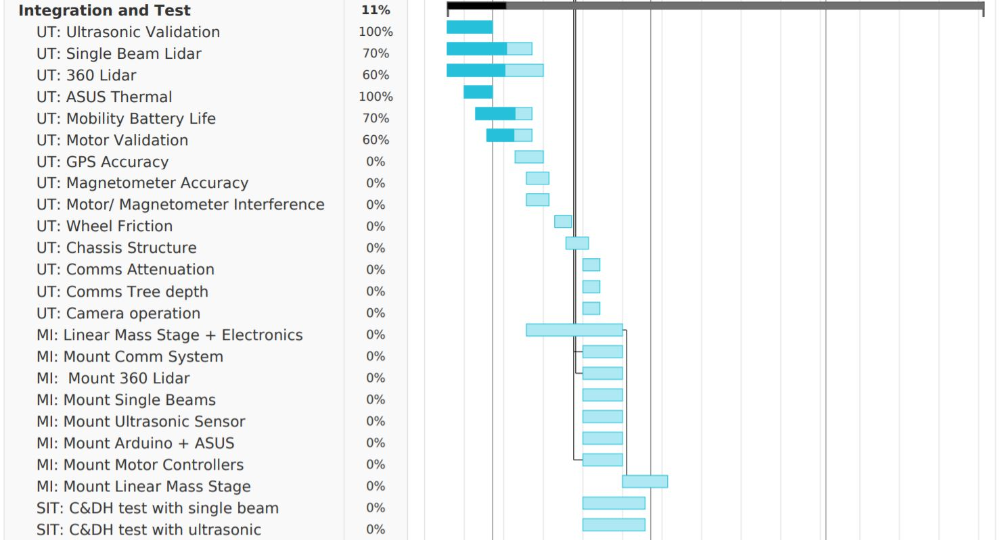 Integration and Test 11%
UT: Ultrasonic Validation 100%
UT: Single Beam Lidar 70%
UT: 360 Lidar 60%
UT: ASUS Thermal 100%
UT: Mobility Battery Life 70%
UT: Motor Validation 60%
UT: GPS Accuracy 0%
UT: Magnetometer Accuracy 0%
UT: Motor/ Magnetometer Interference 0%
UT: Wheel Friction 0%
UT: Chassis Structure 0%
UT: Comms Attenuation 0%
UT: Comms Tree depth 0%
UT: Camera operation 0%
MI: Linear Mass Stage + Electronics 0%
MI: Mount Comm System 0%
MI:  Mount 360 Lidar 0%
MI: Mount Single Beams 0%
MI: Mount Ultrasonic Sensor 0%
MI: Mount Arduino + ASUS 0%
MI: Mount Motor Controllers 0%
MI: Mount Linear Mass Stage 0%
SIT: C&DH test with single beam 0%
SIT: C&DH test with ultrasonic 0%